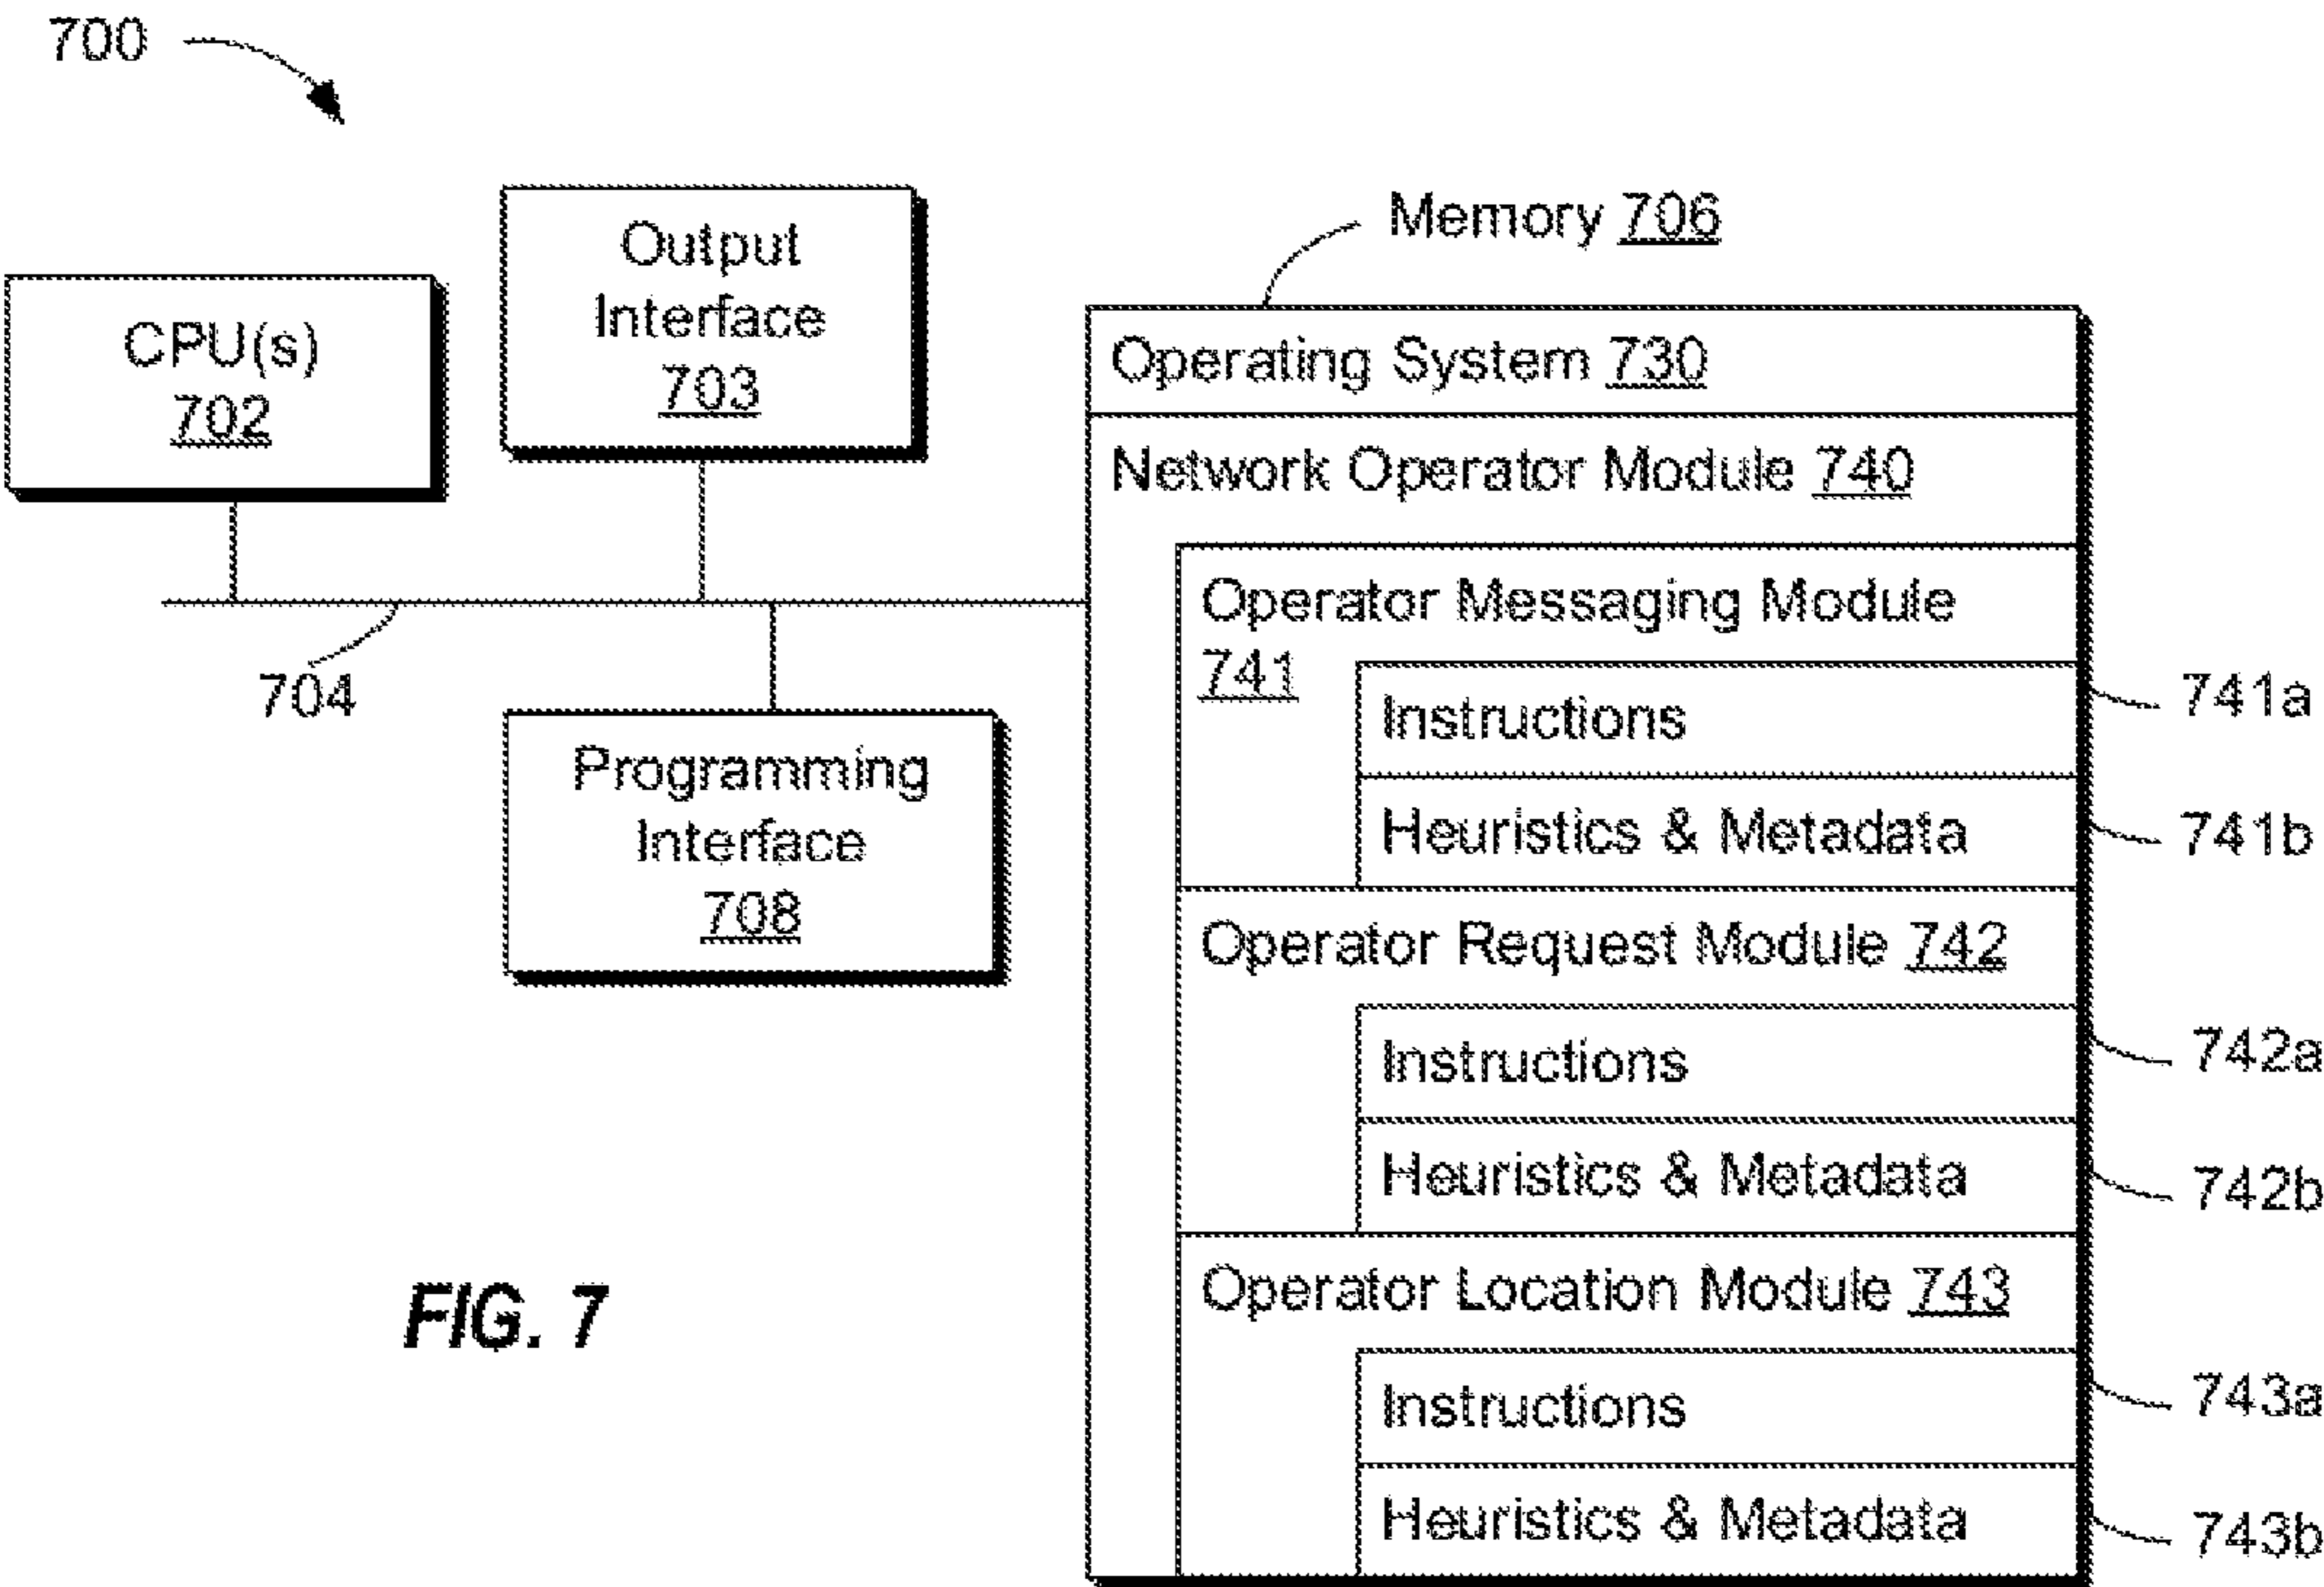 700
Output
Interface
703
CPU(s)
702
Memory 706
Operating System 730
Network Operator Module 740
Operator Messaging Module
741
Instructions
741a
Heuristics & Metadata
741b
704
Programming
Interface
708
Operator Request Module 742
Instructions
742a
Heuristics & Metadata
742b
Operator Location Module 743
Instructions
743a
Heuristics & Metadata
743b
FIG. 7